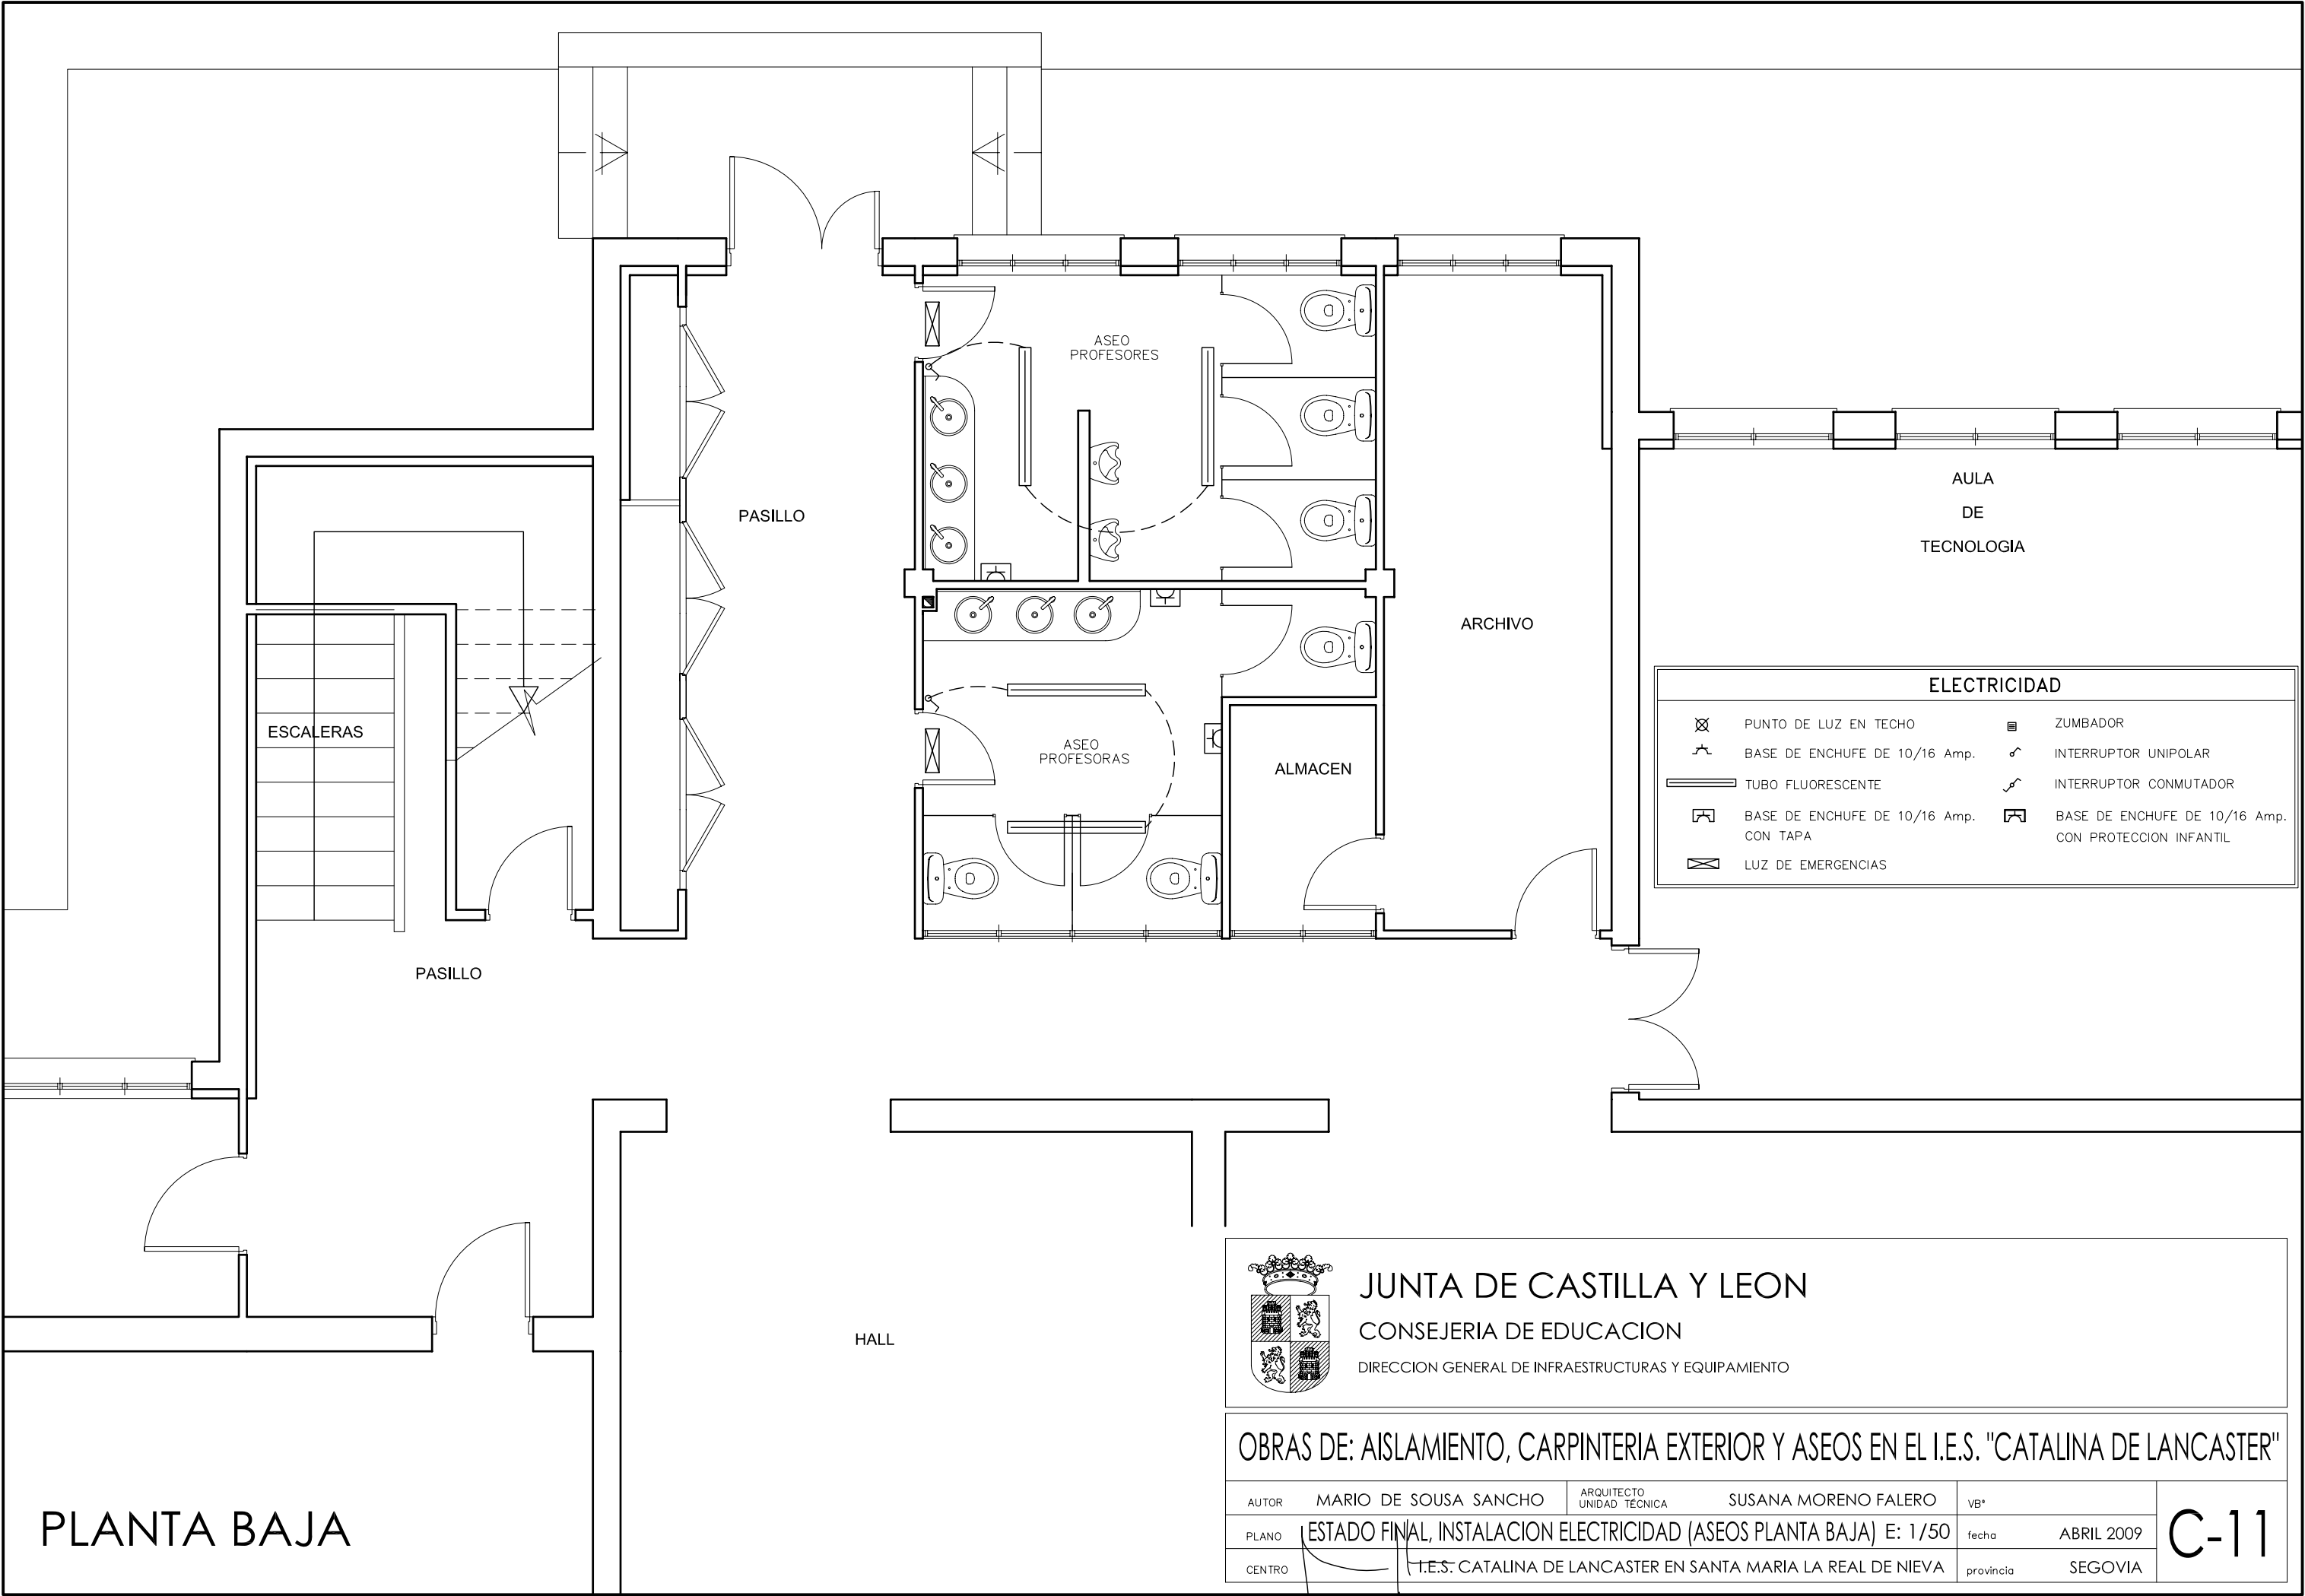 ASEO
PROFESORES
PASILLO
AULA
DE
TECNOLOGIA
ARCHIVO
ESCALERAS
ASEO
PROFESORAS
ALMACEN
ELECTRICIDAD
PUNTO DE LUZ EN TECHO
ZUMBADOR
BASE DE ENCHUFE DE 10/16 Amp.
INTERRUPTOR UNIPOLAR
TUBO FLUORESCENTE
INTERRUPTOR CONMUTADOR
BASE DE ENCHUFE DE 10/16 Amp.
CON TAPA
BASE DE ENCHUFE DE 10/16 Amp.
CON PROTECCION INFANTIL
LUZ DE EMERGENCIAS
PASILLO
HALL
JUNTA DE CASTILLA Y LEON
CONSEJERIA DE EDUCACION
DIRECCION GENERAL DE INFRAESTRUCTURAS Y EQUIPAMIENTO
OBRAS DE: AISLAMIENTO, CARPINTERIA EXTERIOR Y ASEOS EN EL I.E.S. "CATALINA DE LANCASTER"
AUTOR MARIO DE SOUSA SANCHO
ARQUITECTO
UNIDAD TÉCNICA
SUSANA MORENO FALERO
VBº
PLANO ESTADO FINAL, INSTALACION ELECTRICIDAD (ASEOS PLANTA BAJA) E: 1/50
fecha ABRIL 2009
CENTRO I.E.S. CATALINA DE LANCASTER EN SANTA MARIA LA REAL DE NIEVA
provincia SEGOVIA
C-11
PLANTA BAJA